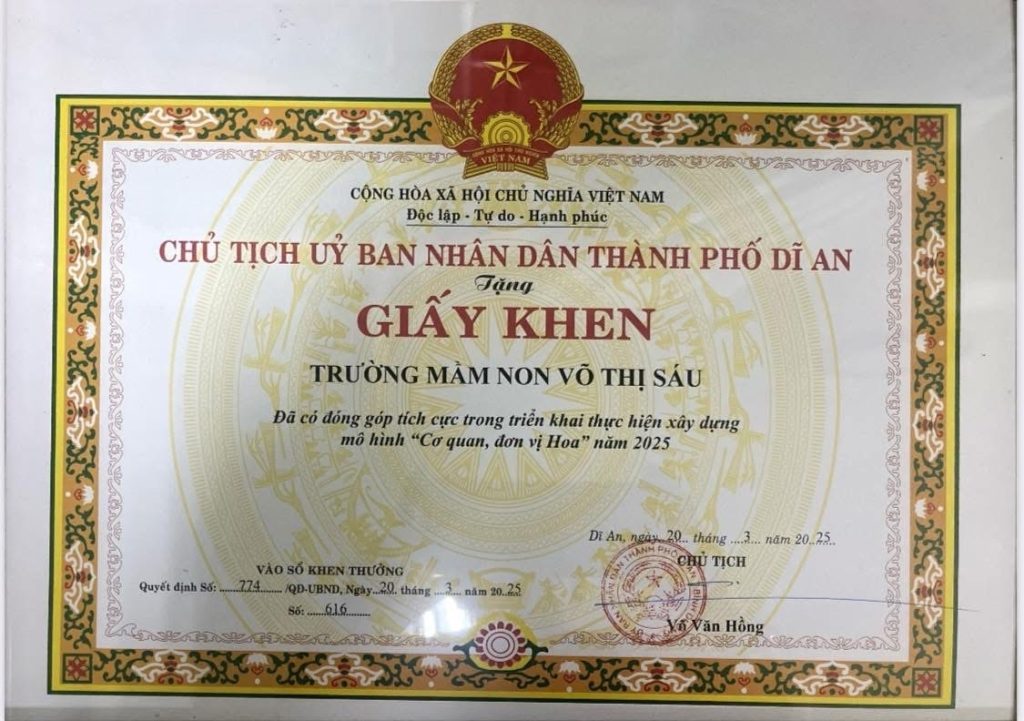 VIỆT NAM
CỘNG HÒA XÃ HỘI CHỦ NGHĨA VIỆT NAM
Độc lập - Tự do - Hạnh phúc
CHỦ TỊCH UỶ BAN NHÂN DÂN THÀNH PHỐ DĨ AN
Tặng
GIẤY KHEN
TRƯỜNG MẦM NON VÕ THỊ SÁU
Đã có đóng góp tích cực trong triển khai thực hiện xây dựng
mô hình “Cơ quan, đơn vị Hoa” năm 2025
Dĩ An, ngày..20... tháng ....3.... năm 20..25..
CHỦ TỊCH
VÀO SỔ KHEN THƯỞNG
Quyết định Số: .....774....... /QĐ-UBND, Ngày..20. tháng ...3... năm 20..25
Số: .....616.......
Võ Văn Hồng